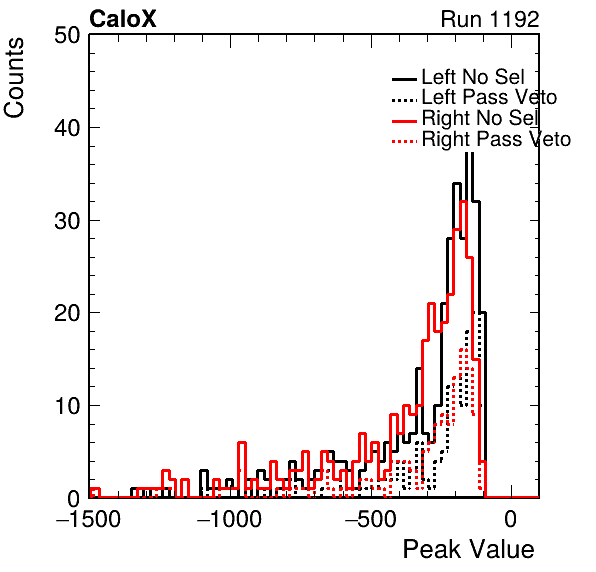 CaloX Run 1192
Counts
50
40
30
20
10
0
Left No Sel
Left Pass Veto
Right No Sel
Right Pass Veto
−1500 −1000 −500 0
Peak Value